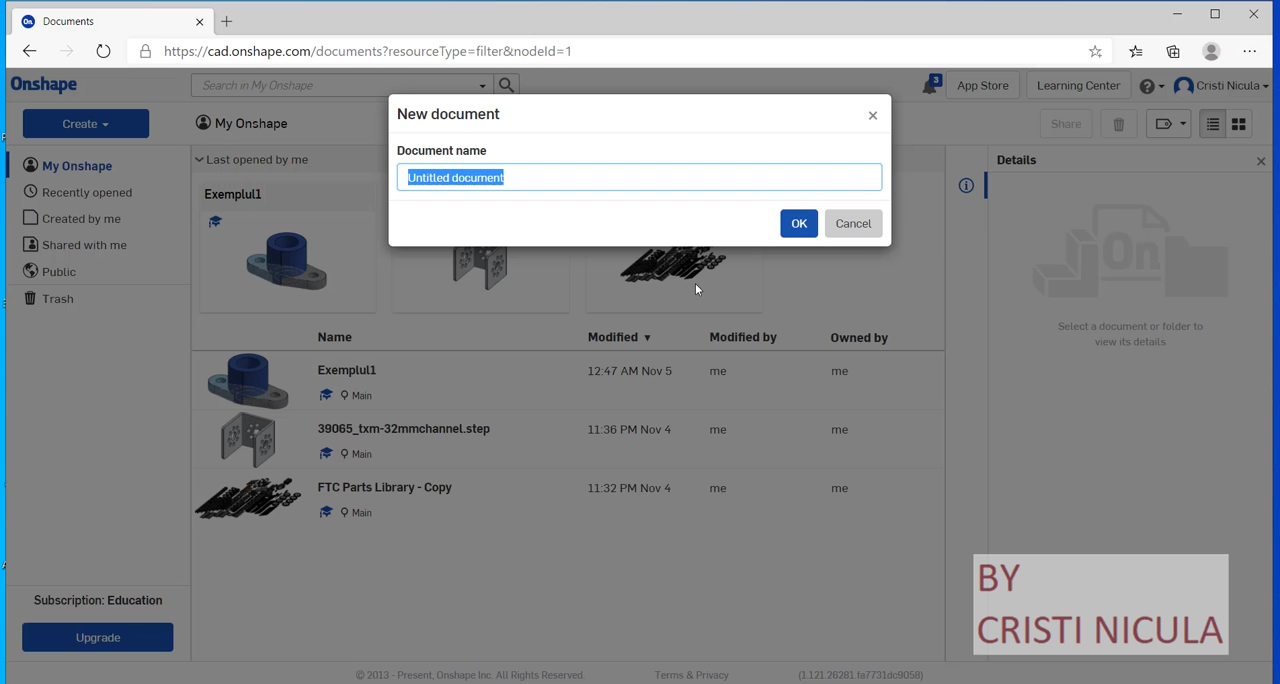 Documents
https://cad.onshape.com/documents?resourceType=filter&nodeId=1
Onshape
Search in My Onshape
3
App Store
Learning Center
Cristi Nicula
Create
My Onshape
Share
New document
Document name
Untitled document
OK
Cancel
My Onshape
Recently opened
Created by me
Shared with me
Public
Trash
Last opened by me
Exemplul1
Details
On
Select a document or folder to
view its details
Name Modified Modified by Owned by
Exemplul1 12:47 AM Nov 5 me me
Main
39065_txm-32mmchannel.step 11:36 PM Nov 4 me me
Main
FTC Parts Library - Copy 11:32 PM Nov 4 me me
Main
BY
CRISTI NICULA
Subscription: Education
Upgrade
© 2013 - Present, Onshape Inc. All Rights Reserved. Terms & Privacy (1.121.26281.fa7731dc9058)